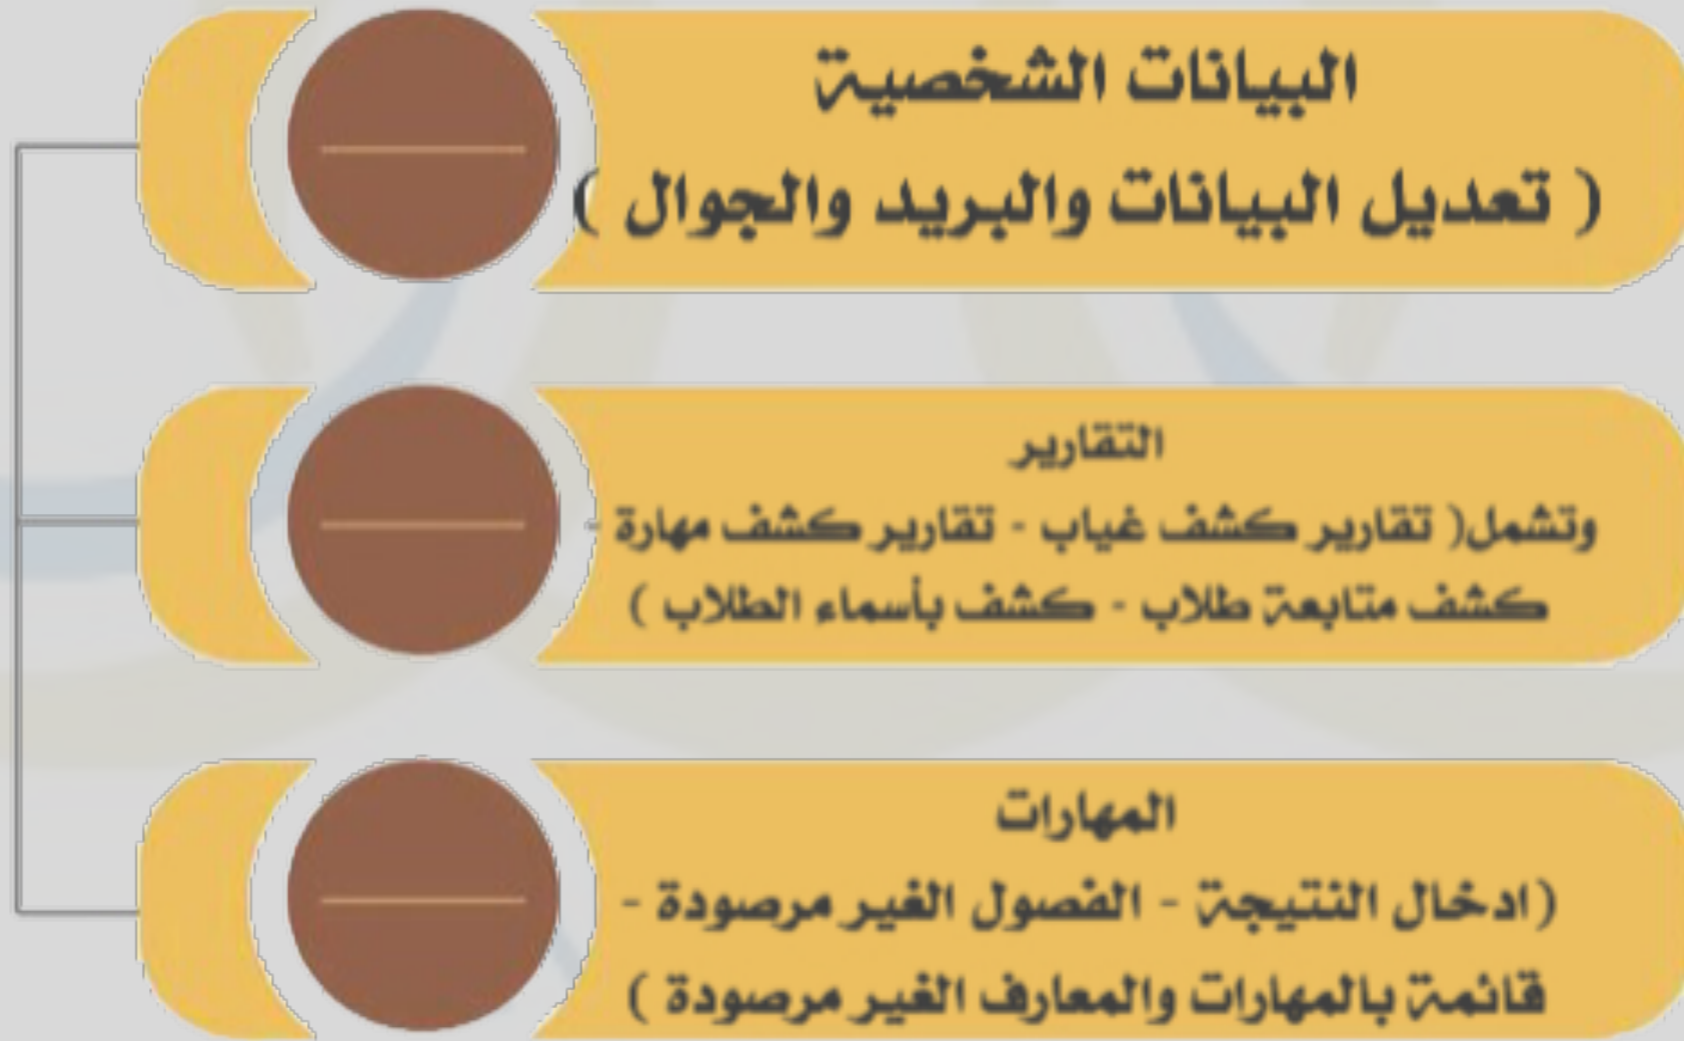 البيانات الشخصية
( تعديل البيانات والبريد والجوال )
التقارير
وتشمل( تقارير كشف غياب - تقارير كشف مهارة -
كشف متابعة طلاب - كشف بأسماء الطلاب )
المهارات
(ادخال النتيجة - الفصول الغير مرصودة -
قائمة بالمهارات والمعارف الغير مرصودة )